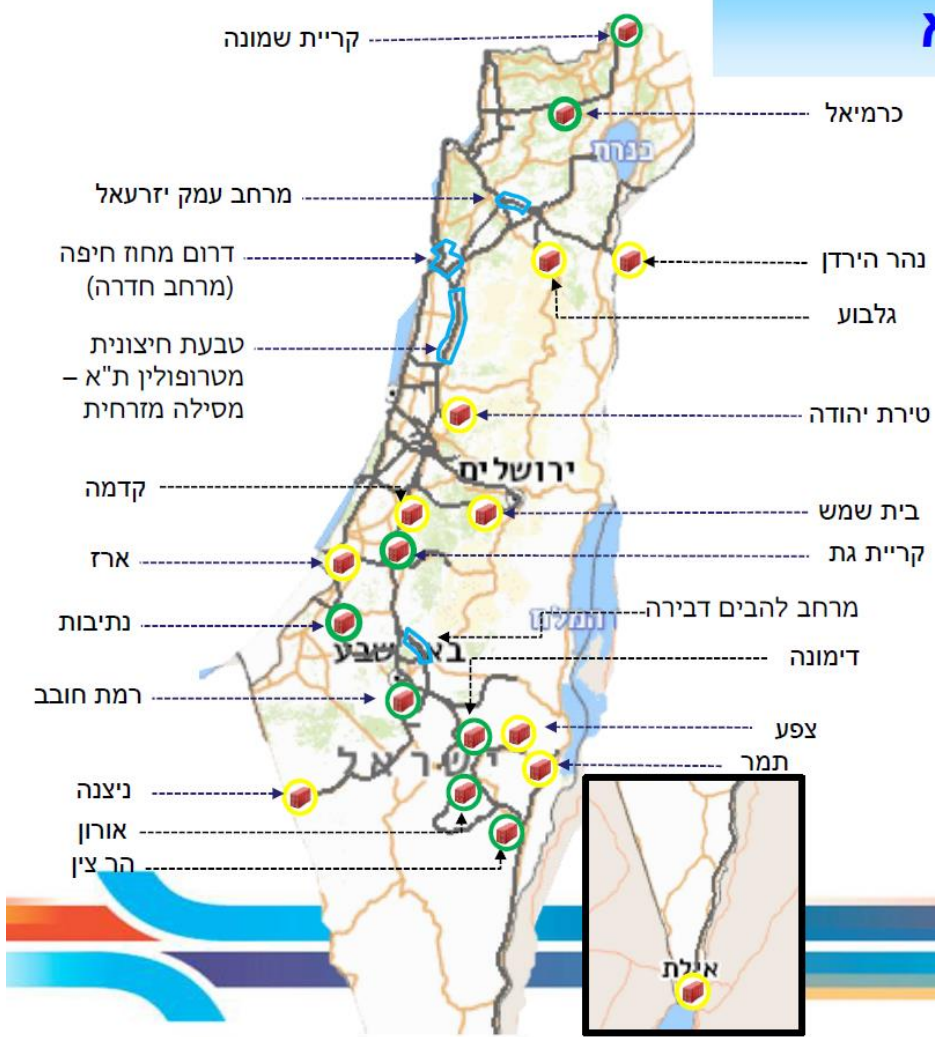 א
קריית שמונה
כרמיאל
כנרת
מרחב עמק יזרעאל
דרום מחוז חיפה
(מרחב חדרה)
נהר הירדן
גלבוע
טבעת חיצונית
מטרופולין ת"א –
מסילה מזרחית
טירת יהודה
ירושלים
קדמה
בית שמש
ארז
קריית גת
נתיבות
מרחב להבים דבירה
המלח
שבע
דימונה
רמת חובב
צפע
ישראל
תמר
ניצנה
אורון
הר צין
אילת